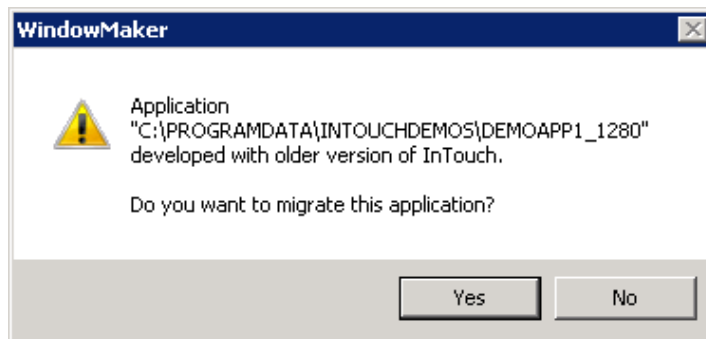 WindowMaker
Application
"C:\PROGRAMDATA\INTOUCHDEMOS\DEMOAPP1_1280"
developed with older version of InTouch.
Do you want to migrate this application?
Yes No